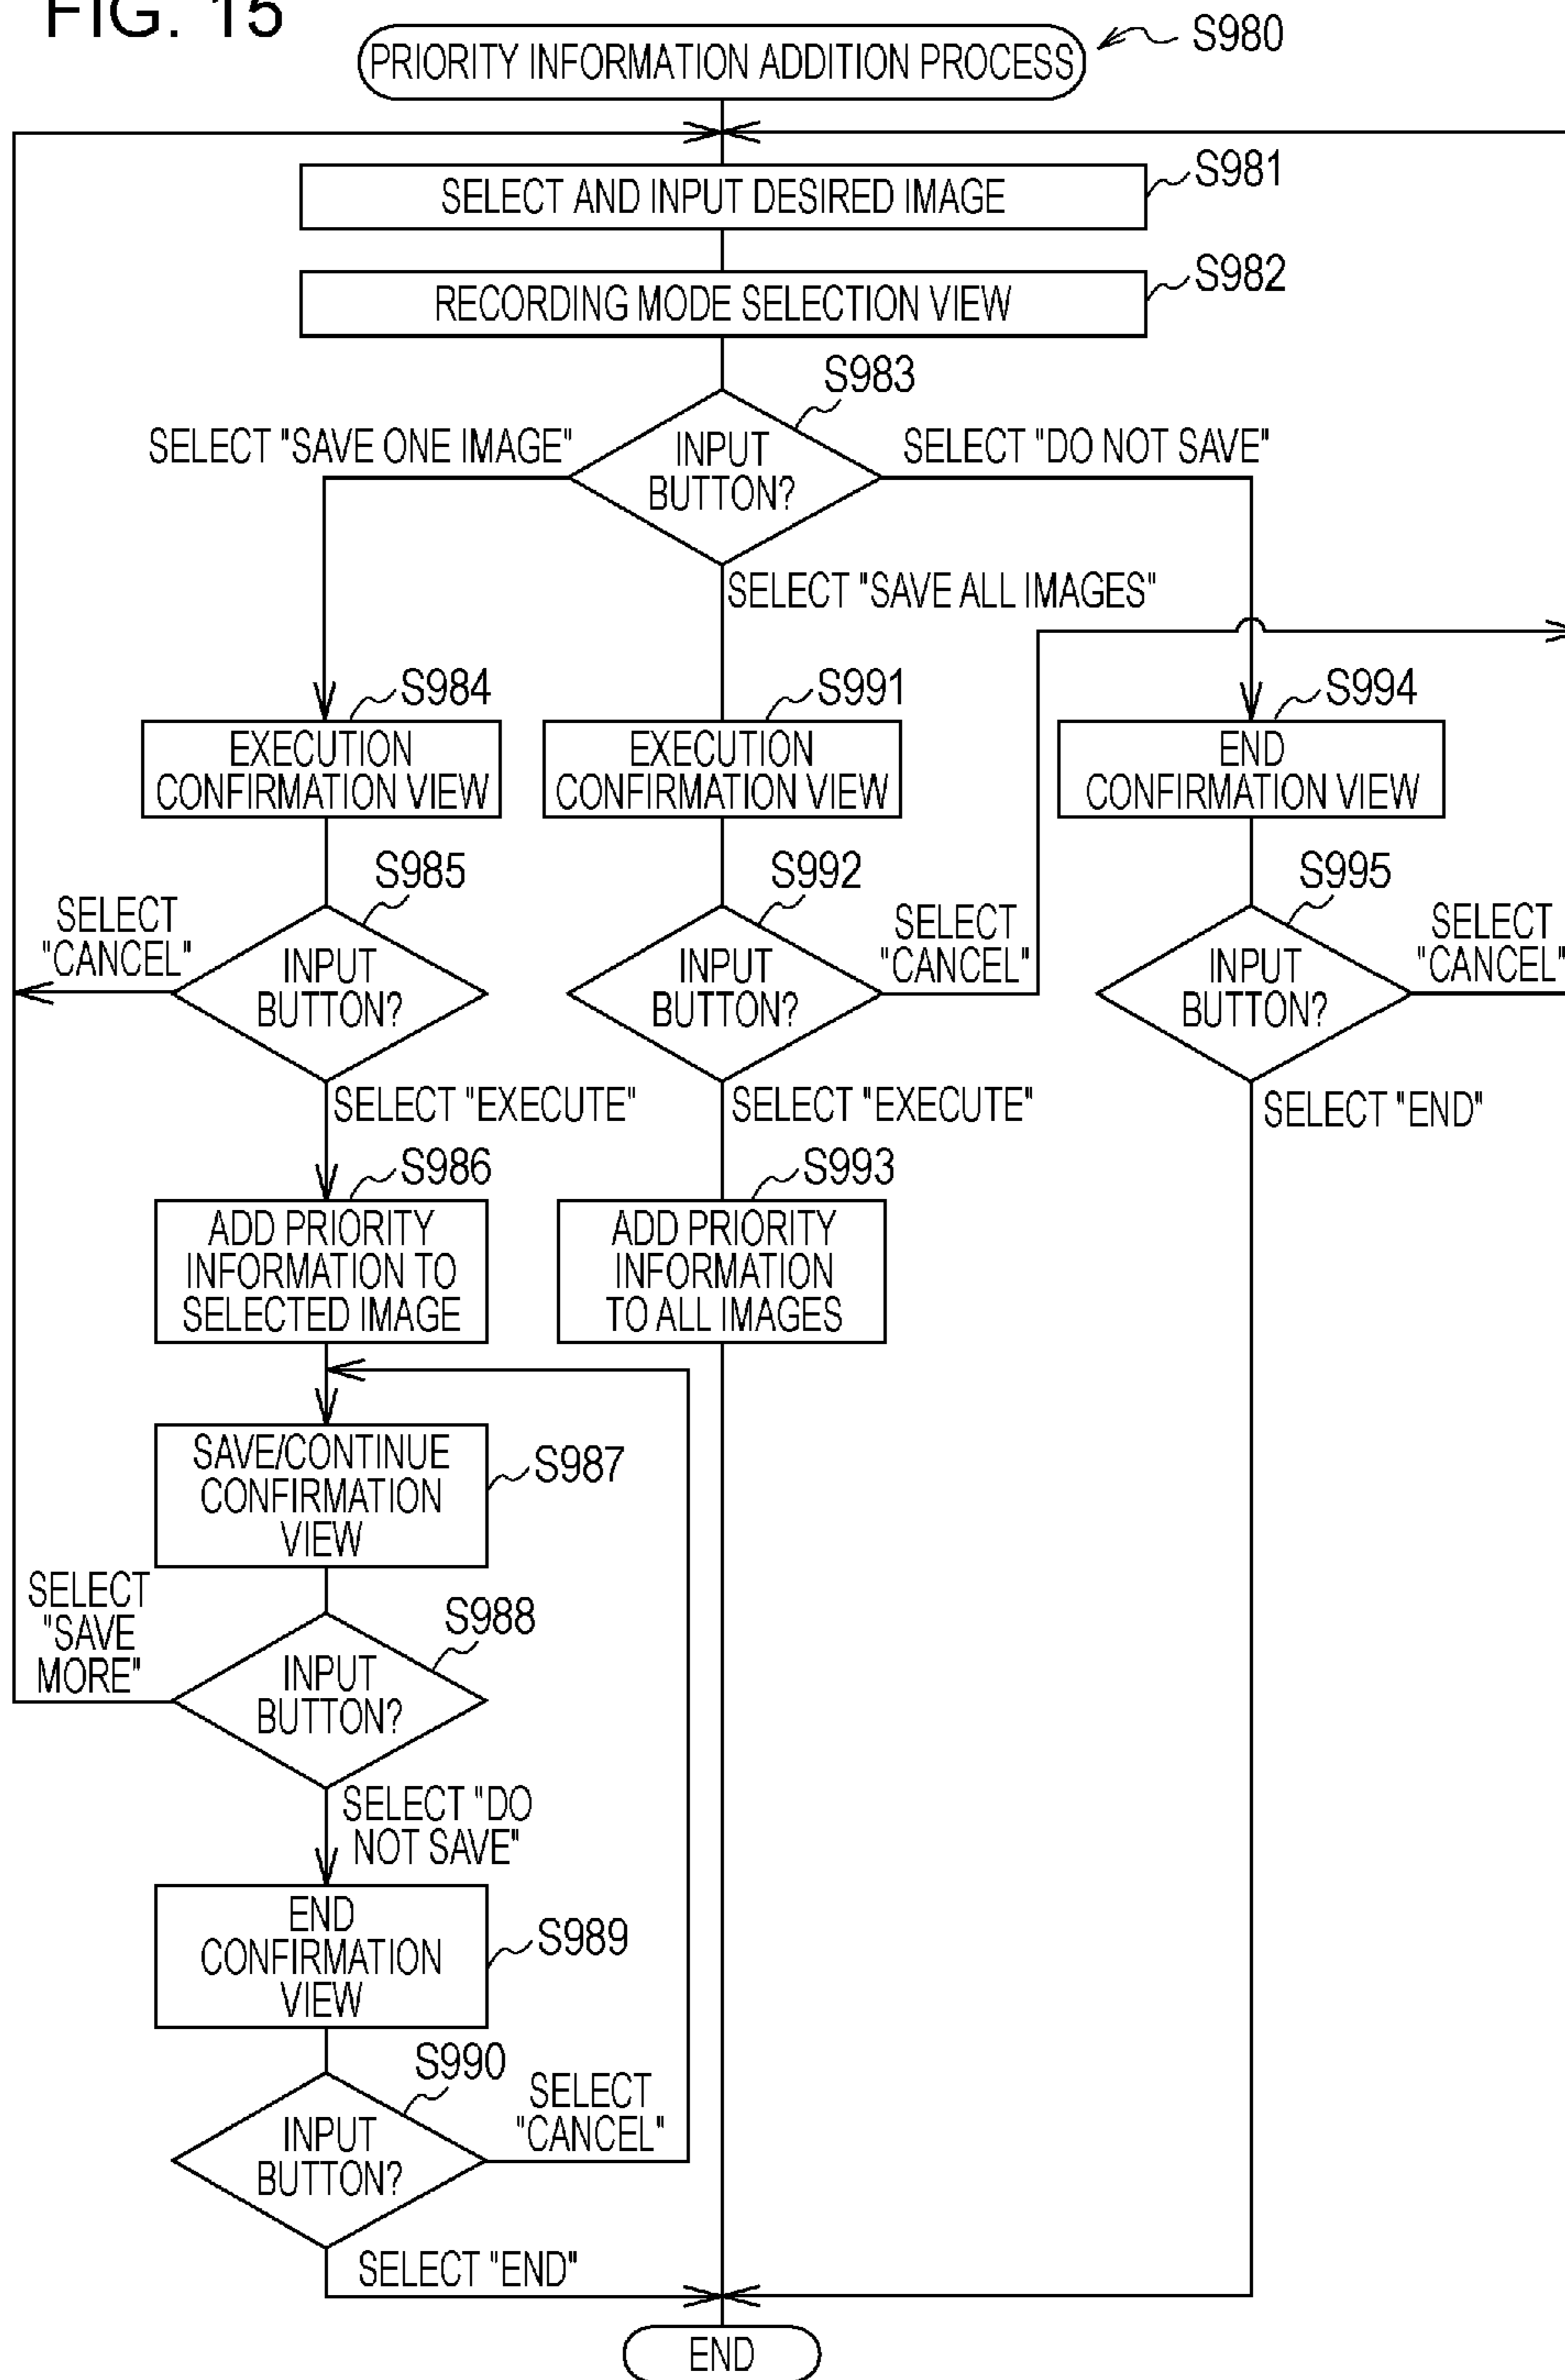 FIG. 15
PRIORITY INFORMATION ADDITION PROCESS
S980
SELECT AND INPUT DESIRED IMAGE
S981
RECORDING MODE SELECTION VIEW
S982
S983
INPUT
BUTTON?
SELECT "SAVE ONE IMAGE"
SELECT "DO NOT SAVE"
SELECT "SAVE ALL IMAGES"
S984
EXECUTION
CONFIRMATION VIEW
S991
EXECUTION
CONFIRMATION VIEW
S994
END
CONFIRMATION VIEW
S985
INPUT
BUTTON?
SELECT
"CANCEL"
SELECT "EXECUTE"
S992
INPUT
BUTTON?
SELECT
"CANCEL"
SELECT "EXECUTE"
S995
INPUT
BUTTON?
SELECT
"CANCEL"
SELECT "END"
S986
ADD PRIORITY
INFORMATION TO
SELECTED IMAGE
S993
ADD PRIORITY
INFORMATION
TO ALL IMAGES
SAVE/CONTINUE
CONFIRMATION
VIEW
S987
SELECT
"SAVE
MORE"
S988
INPUT
BUTTON?
SELECT "DO
NOT SAVE"
END
CONFIRMATION
VIEW
S989
S990
INPUT
BUTTON?
SELECT
"CANCEL"
SELECT "END"
END